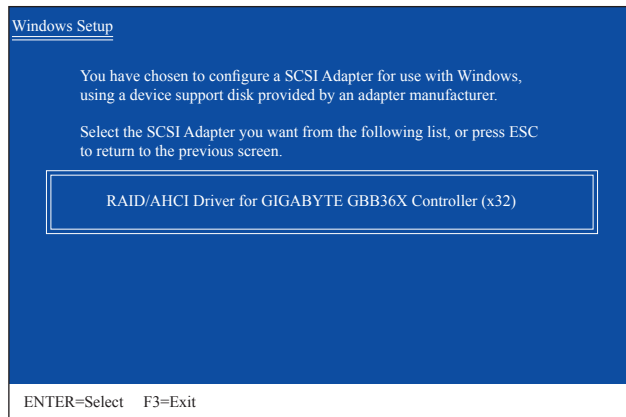 Windows Setup
You have chosen to configure a SCSI Adapter for use with Windows,
using a device support disk provided by an adapter manufacturer.
Select the SCSI Adapter you want from the following list, or press ESC
to return to the previous screen.
RAID/AHCI Driver for GIGABYTE GBB36X Controller (x32)
ENTER=Select F3=Exit